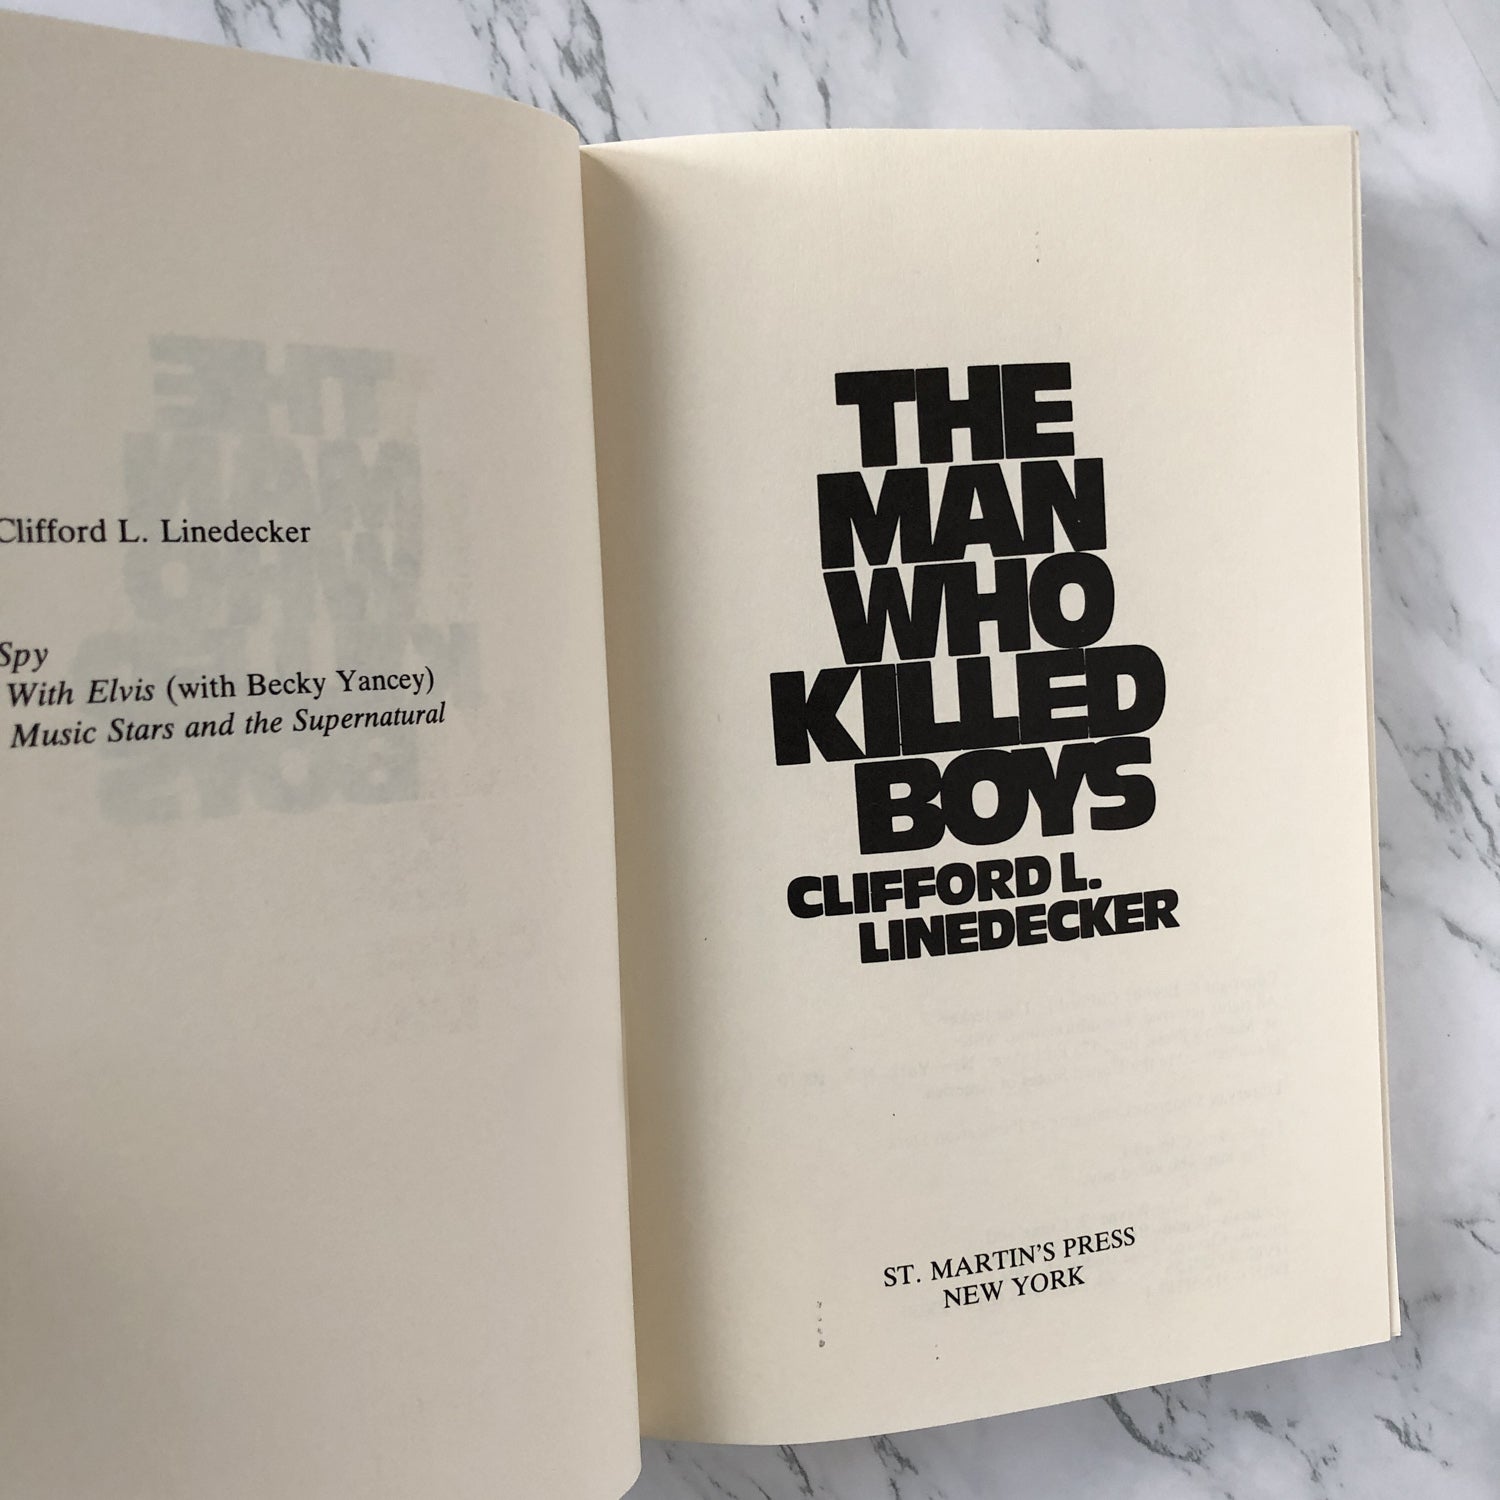 Clifford L. Linedecker
Spy
With Elvis (with Becky Yancey)
Music Stars and the Supernatural
THE
MAN
WHO
KILLED
BOYS
CLIFFORD L.
LINEDECKER
ST. MARTIN'S PRESS
NEW YORK